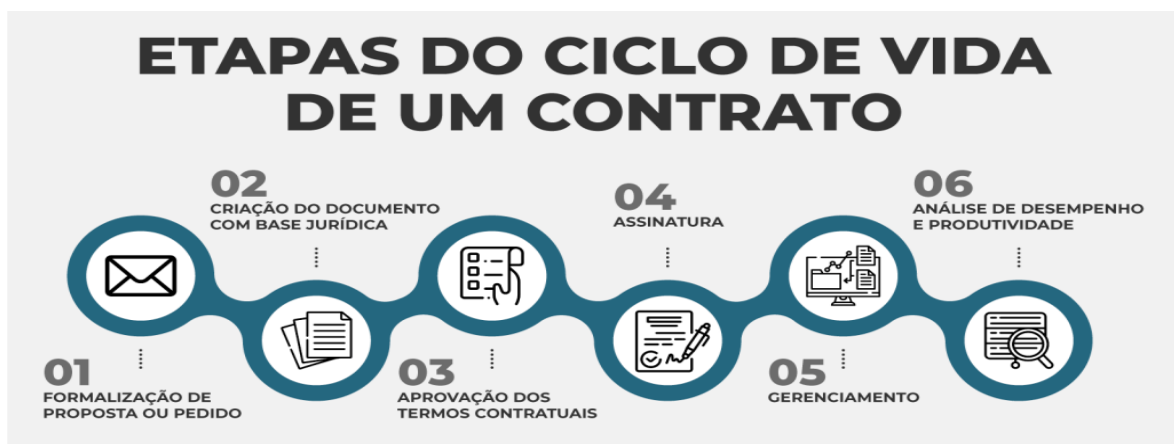 ETAPAS DO CICLO DE VIDA
DE UM CONTRATO
01
FORMALIZAÇÃO DE
PROPOSTA OU PEDIDO
02
CRIAÇÃO DO DOCUMENTO
COM BASE JURÍDICA
03
APROVAÇÃO DOS
TERMOS CONTRATUAIS
04
ASSINATURA
05
GERENCIAMENTO
06
ANÁLISE DE DESEMPENHO
E PRODUTIVIDADE